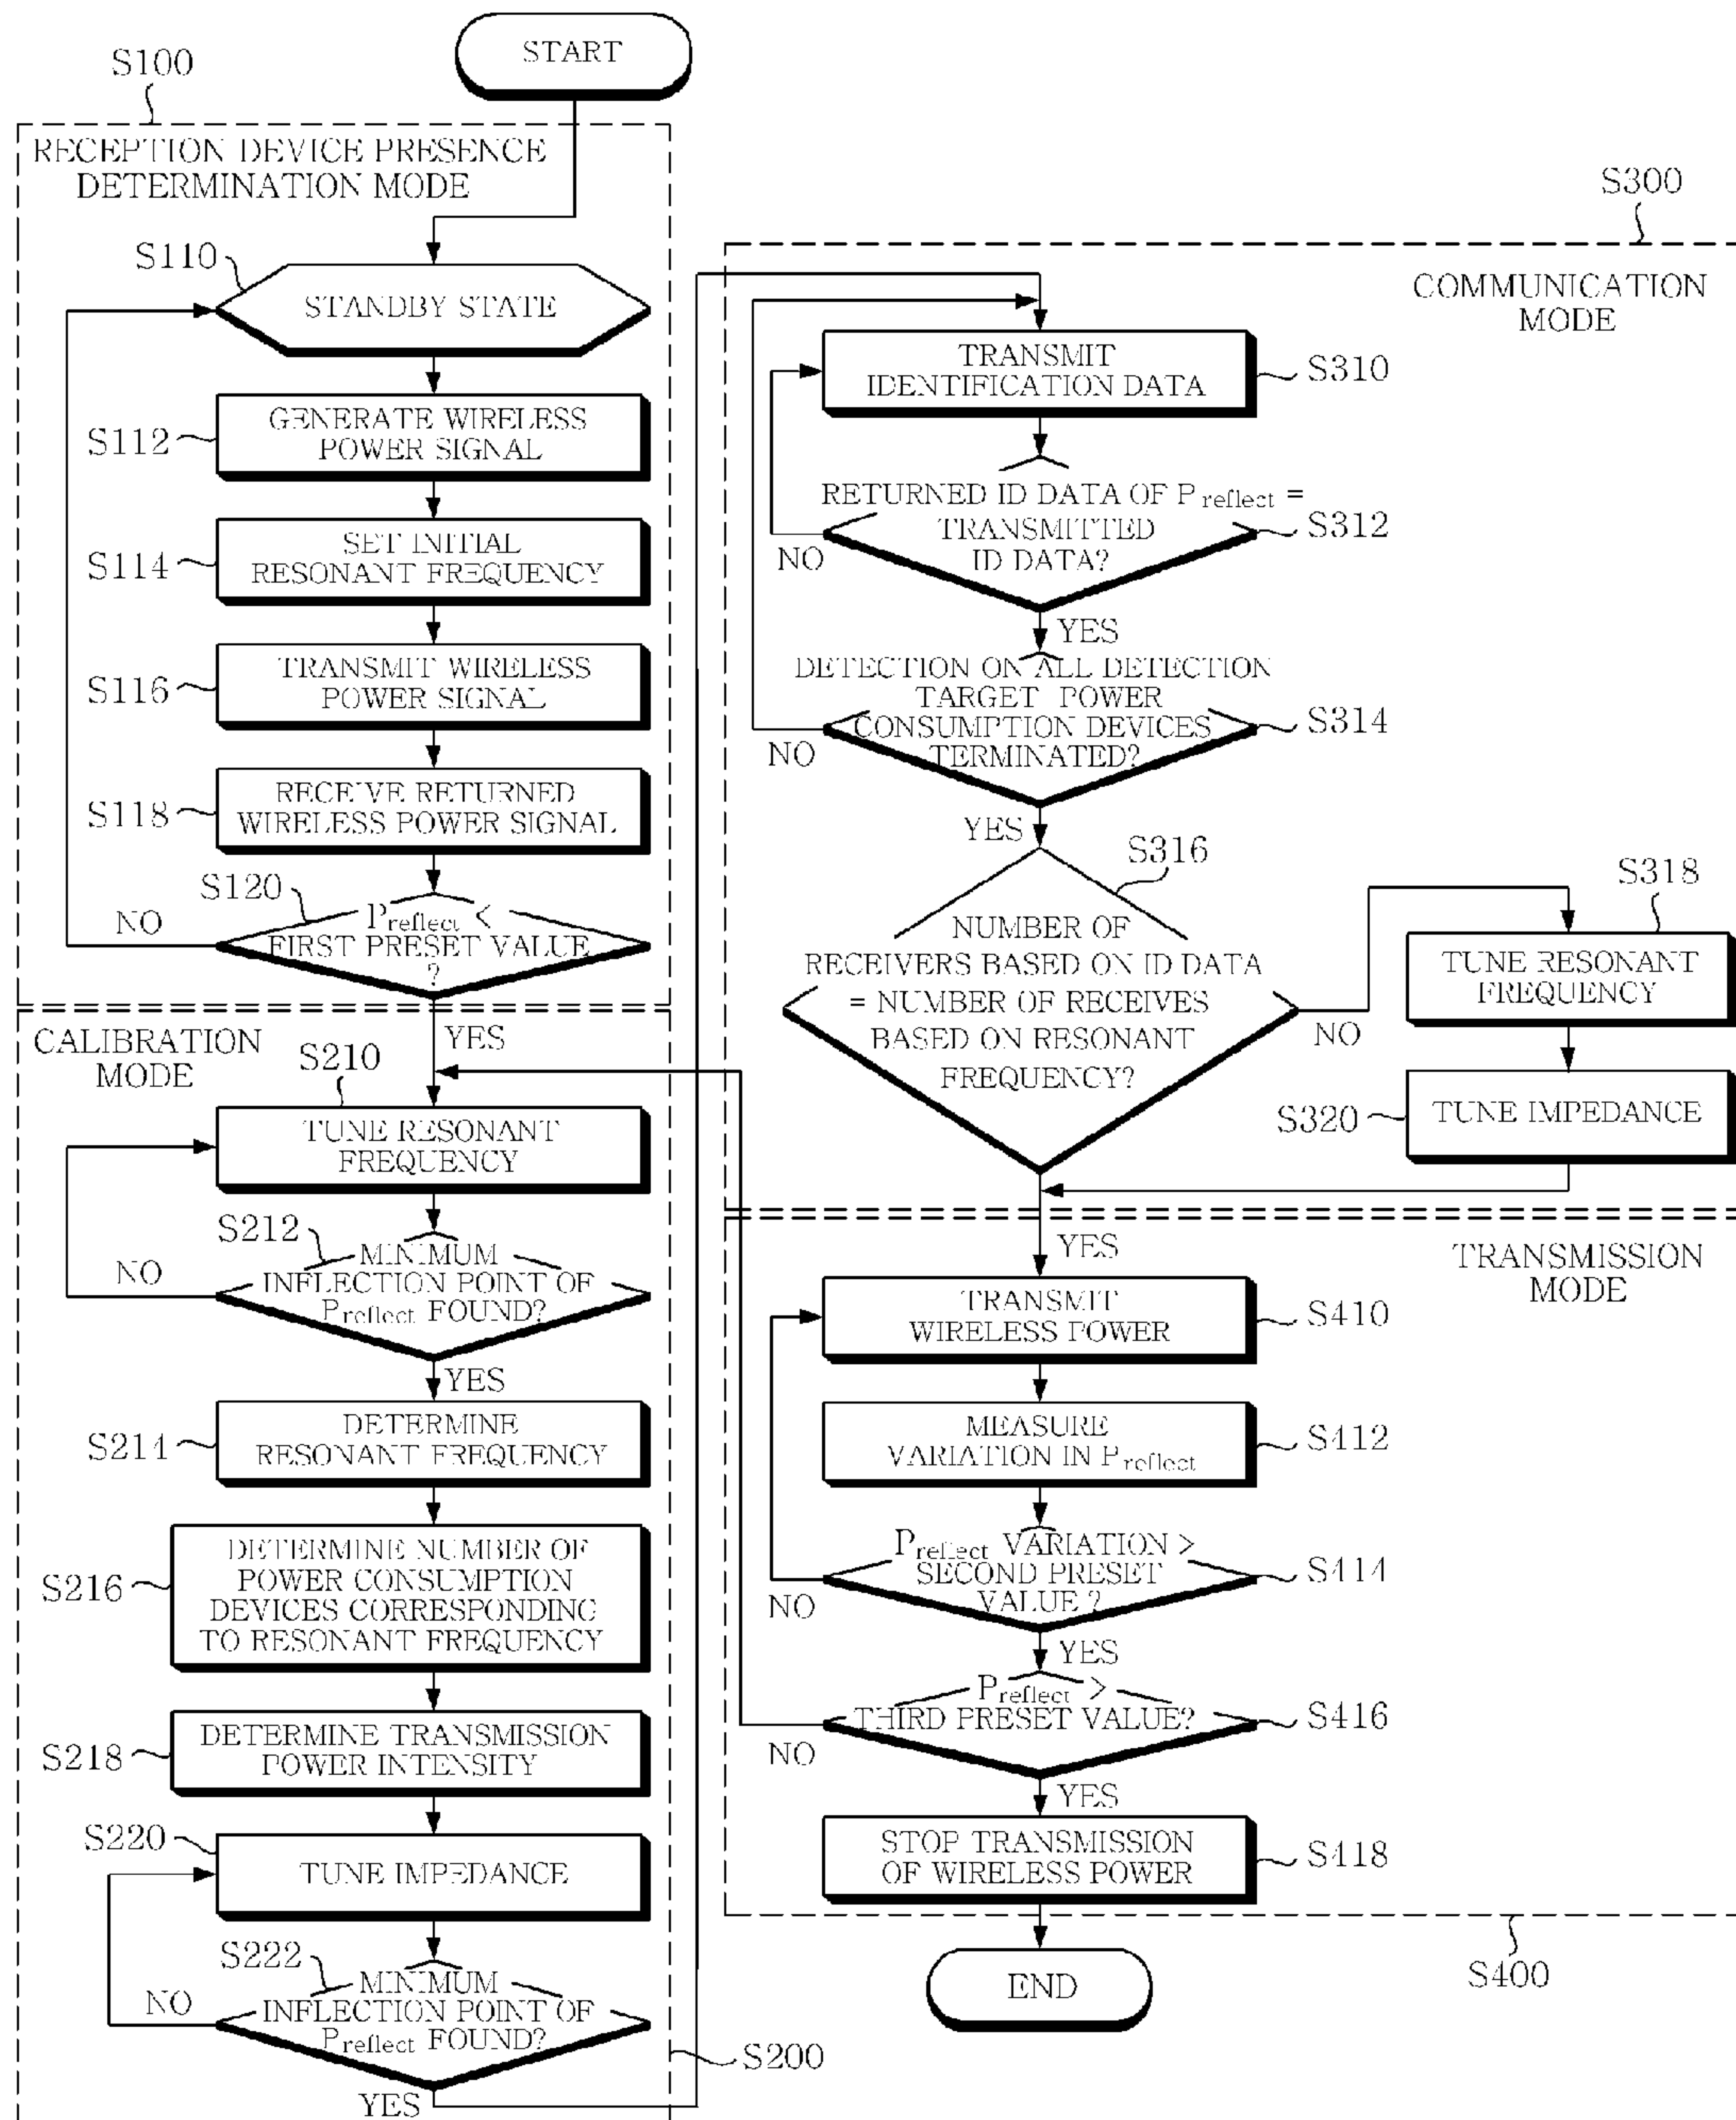 START
S100
RECEPTION DEVICE PRESENCE
DETERMINATION MODE
S110
STANDBY STATE
S112
GENERATE WIRELESS
POWER SIGNAL
S114
SET INITIAL
RESONANT FREQUENCY
S116
TRANSMIT WIRELESS
POWER SIGNAL
S118
RECEIVE RETURNED
WIRELESS POWER SIGNAL
S120
Preflect <
FIRST PRESET VALUE
?
NO
YES
CALIBRATION
MODE
S210
TUNE RESONANT
FREQUENCY
S212
MINIMUM
INFLECTION POINT OF
Preflect FOUND?
NO
YES
S214
DETERMINE
RESONANT FREQUENCY
S216
DETERMINE NUMBER OF
POWER CONSUMPTION
DEVICES CORRESPONDING
TO RESONANT FREQUENCY
S218
DETERMINE TRANSMISSION
POWER INTENSITY
S220
TUNE IMPEDANCE
S222
MINIMUM
INFLECTION POINT OF
Preflect FOUND?
NO
YES
S200
S300
COMMUNICATION
MODE
TRANSMIT
IDENTIFICATION DATA
S310
RETURNED ID DATA OF Preflect =
TRANSMITTED
ID DATA?
S312
NO
YES
DETECTION ON ALL DETECTION
TARGET POWER
CONSUMPTION DEVICES
TERMINATED?
S314
NO
YES
S316
NUMBER OF
RECEIVERS BASED ON ID DATA
= NUMBER OF RECEIVES
BASED ON RESONANT
FREQUENCY?
NO
S318
TUNE RESONANT
FREQUENCY
S320
TUNE IMPEDANCE
YES
TRANSMISSION
MODE
TRANSMIT
WIRELESS POWER
S410
MEASURE
VARIATION IN Preflect
S412
Preflect VARIATION >
SECOND PRESET
VALUE ?
S414
NO
YES
Preflect >
THIRD PRESET VALUE?
S416
NO
YES
STOP TRANSMISSION
OF WIRELESS POWER
S418
S400
END